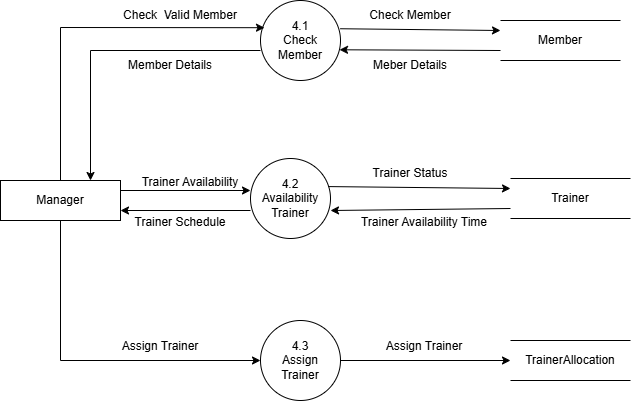 Check  Valid Member
4.1
Check
Member
Check Member
Member
Member Details
Meber Details
Manager
Trainer Availability
4.2
Availability
Trainer
Trainer Status
Trainer
Trainer Schedule
Trainer Availability Time
Assign Trainer
4.3
Assign
Trainer
Assign Trainer
TrainerAllocation